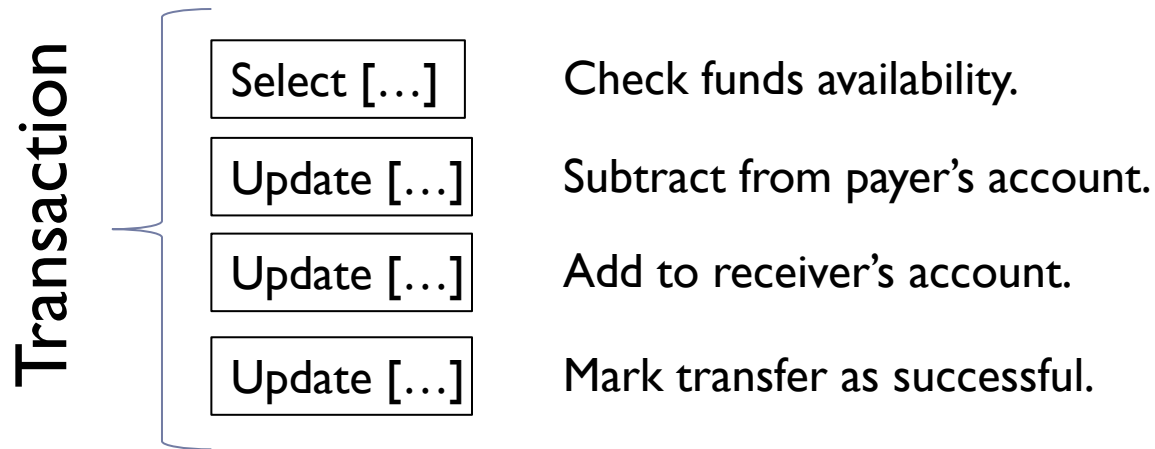 Transaction
Select […] Check funds availability.
Update […] Subtract from payer’s account.
Update […] Add to receiver’s account.
Update […] Mark transfer as successful.